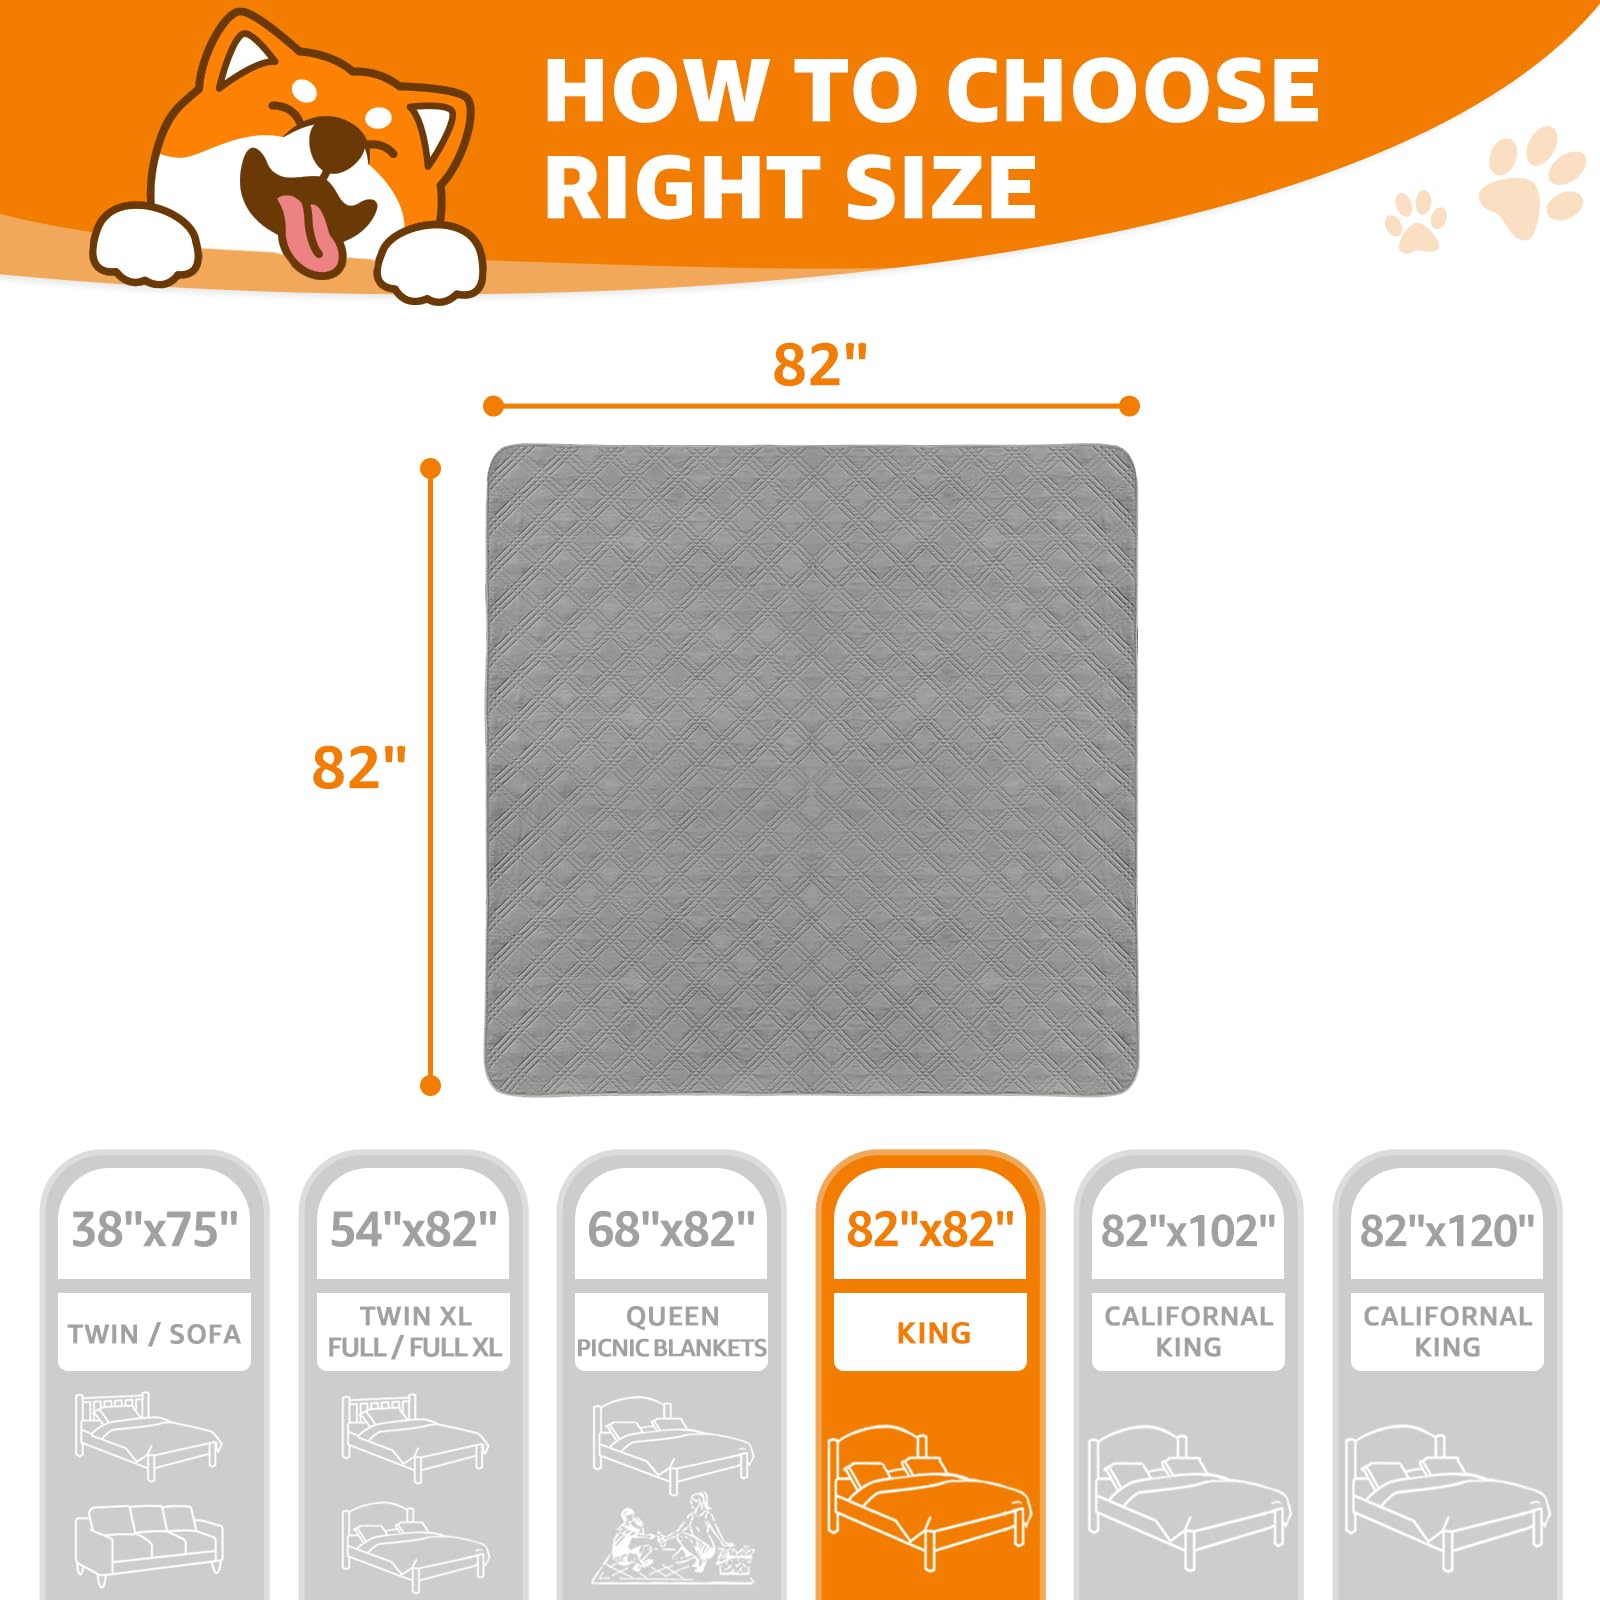 HOW TO CHOOSE
RIGHT SIZE
82"
82"
38"x75"
TWIN / SOFA
54"x82"
TWIN XL
FULL / FULL XL
68"x82"
QUEEN
PICNIC BLANKETS
82"x82"
KING
82"x102"
CALIFORNAL
KING
82"x120"
CALIFORNAL
KING